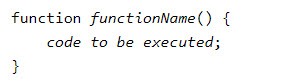 function functionName() {
    code to be executed;
}